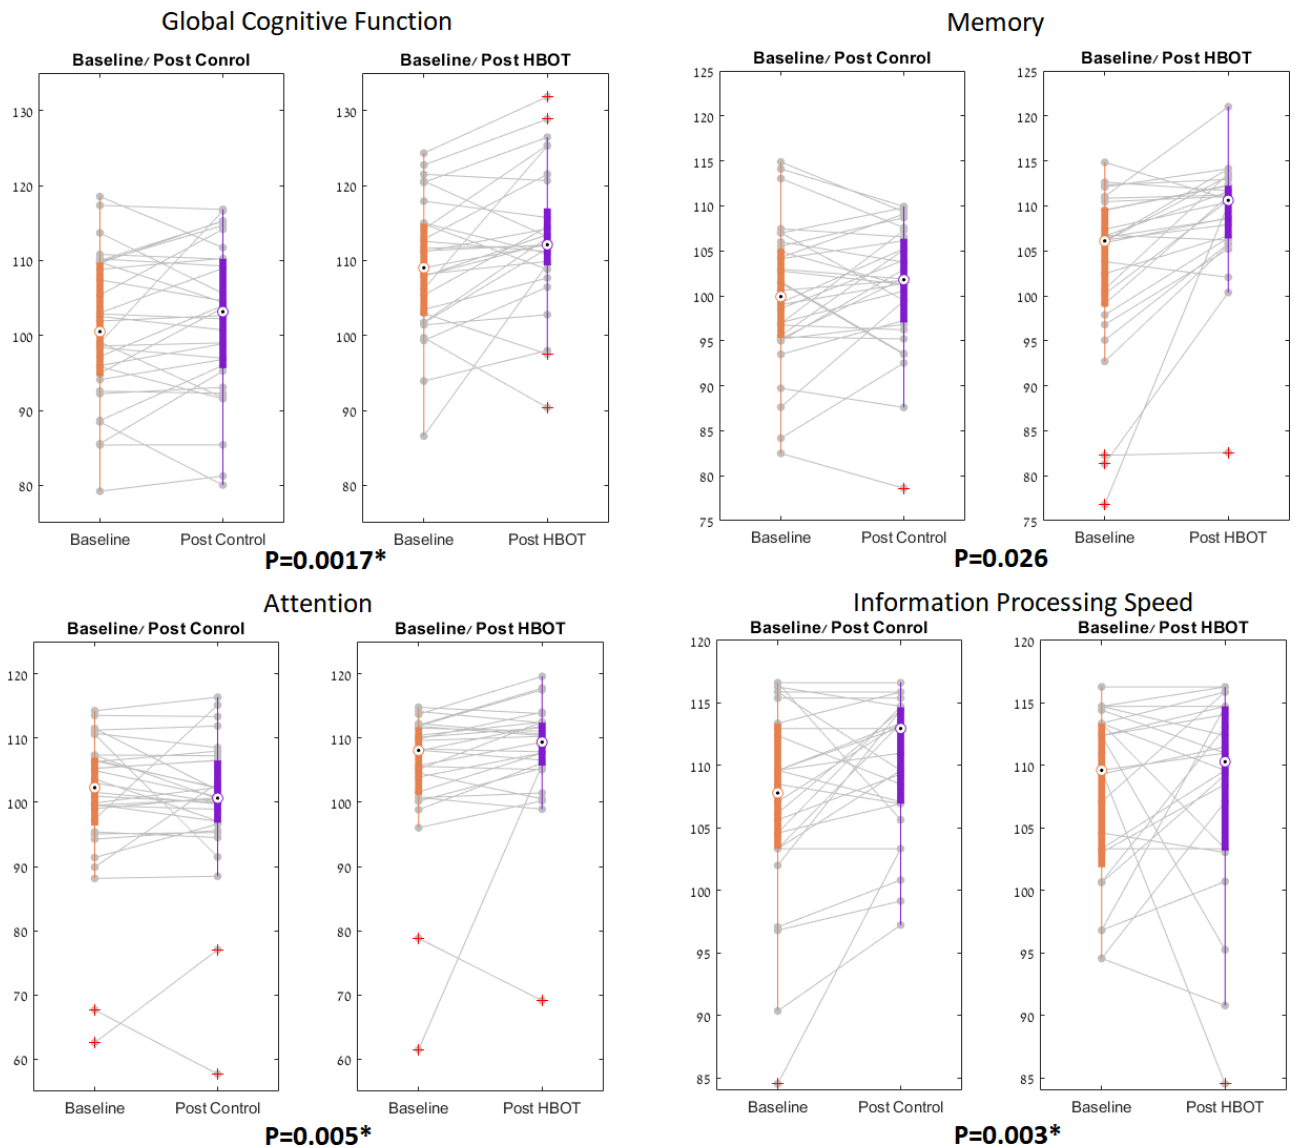 Global Cognitive Function
Memory
Baseline/ Post Conrol
Baseline/ Post HBOT
Baseline/ Post Conrol
Baseline/ Post HBOT
130
120
110
100
90
80
125
120
115
110
105
100
95
90
85
80
75
125
120
115
110
105
100
95
90
85
80
75
130
120
110
100
90
80
Baseline
Post Control
Baseline
Post HBOT
Baseline
Post Control
Baseline
Post HBOT
P=0.0017*
P=0.026
Attention
Information Processing Speed
Baseline/ Post Conrol
Baseline/ Post HBOT
Baseline/ Post Conrol
Baseline/ Post HBOT
120
110
100
90
80
70
60
120
110
100
90
80
70
60
120
115
110
105
100
95
90
85
120
115
110
105
100
95
90
85
Baseline
Post Control
Baseline
Post HBOT
Baseline
Post Control
Baseline
Post HBOT
P=0.005*
P=0.003*